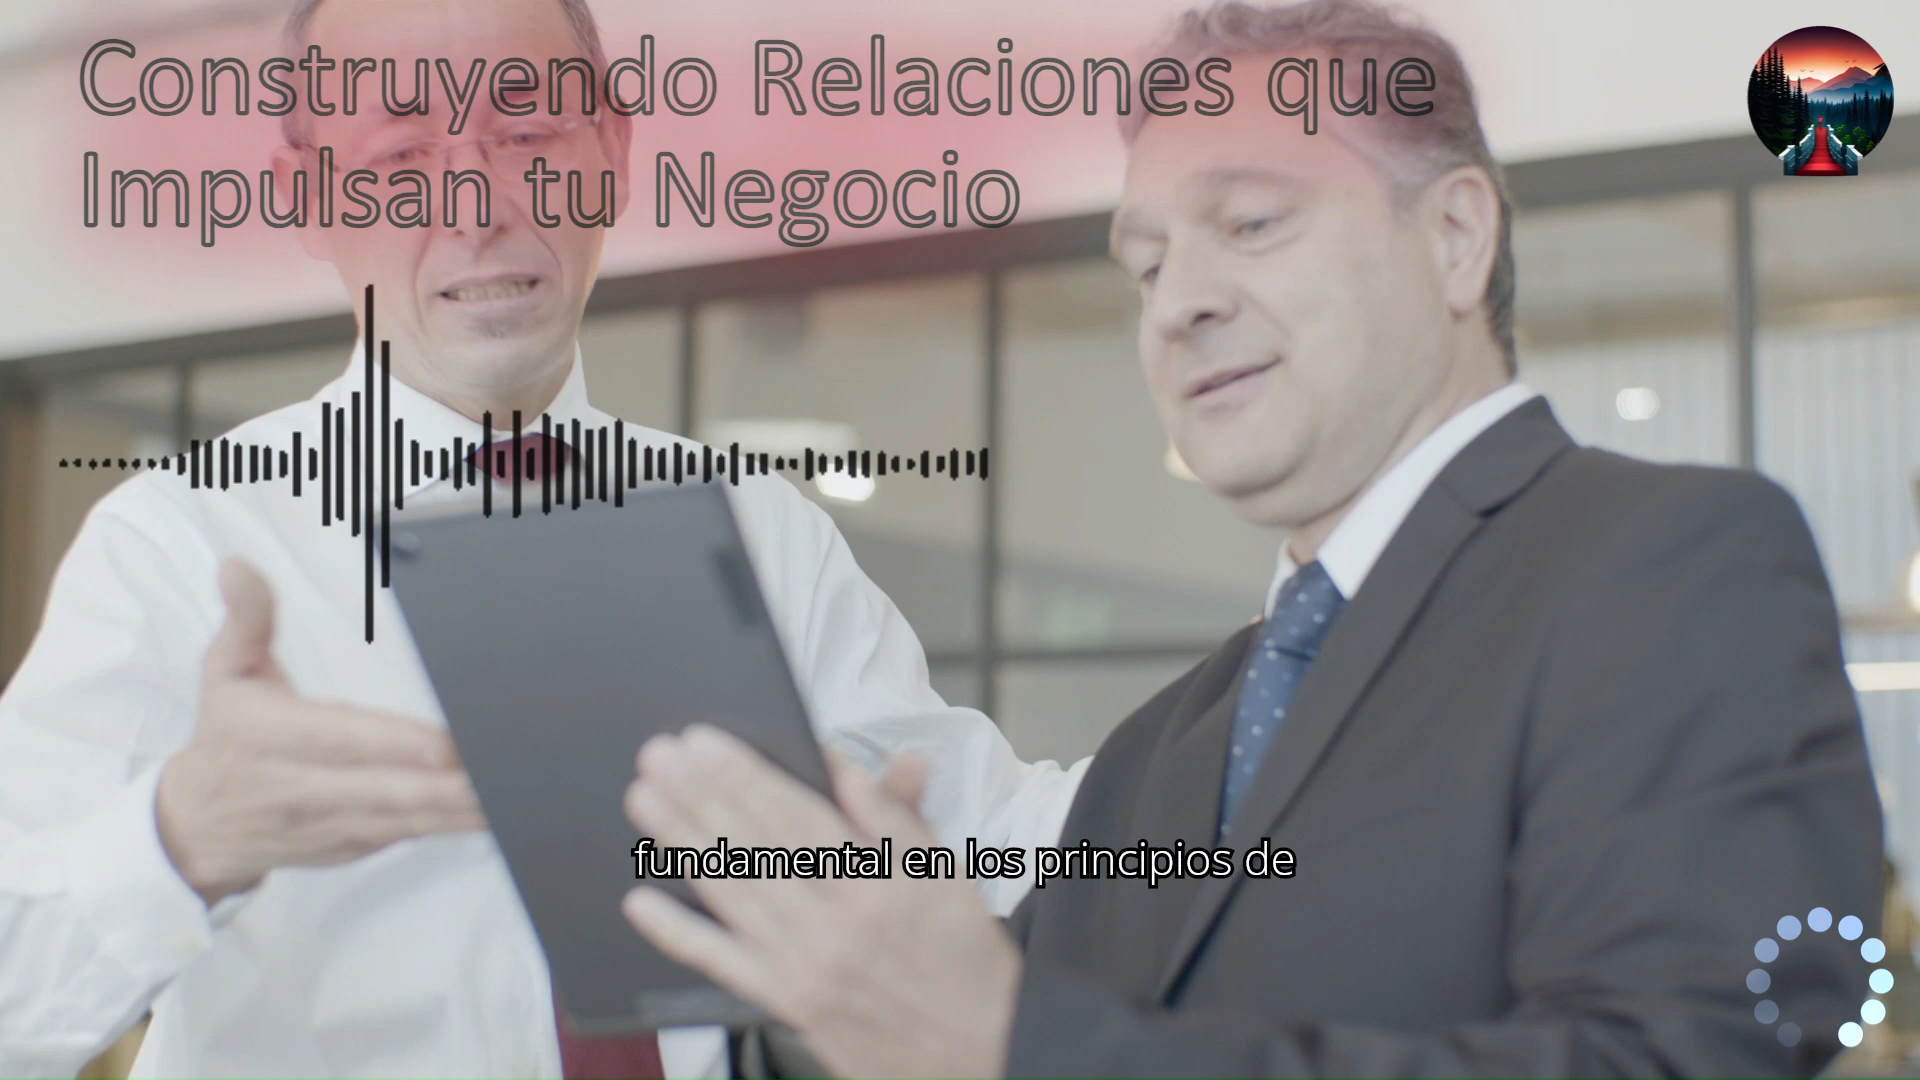 Construyendo Relaciones que
Impulsan tu Negocio
fundamental en los principios de